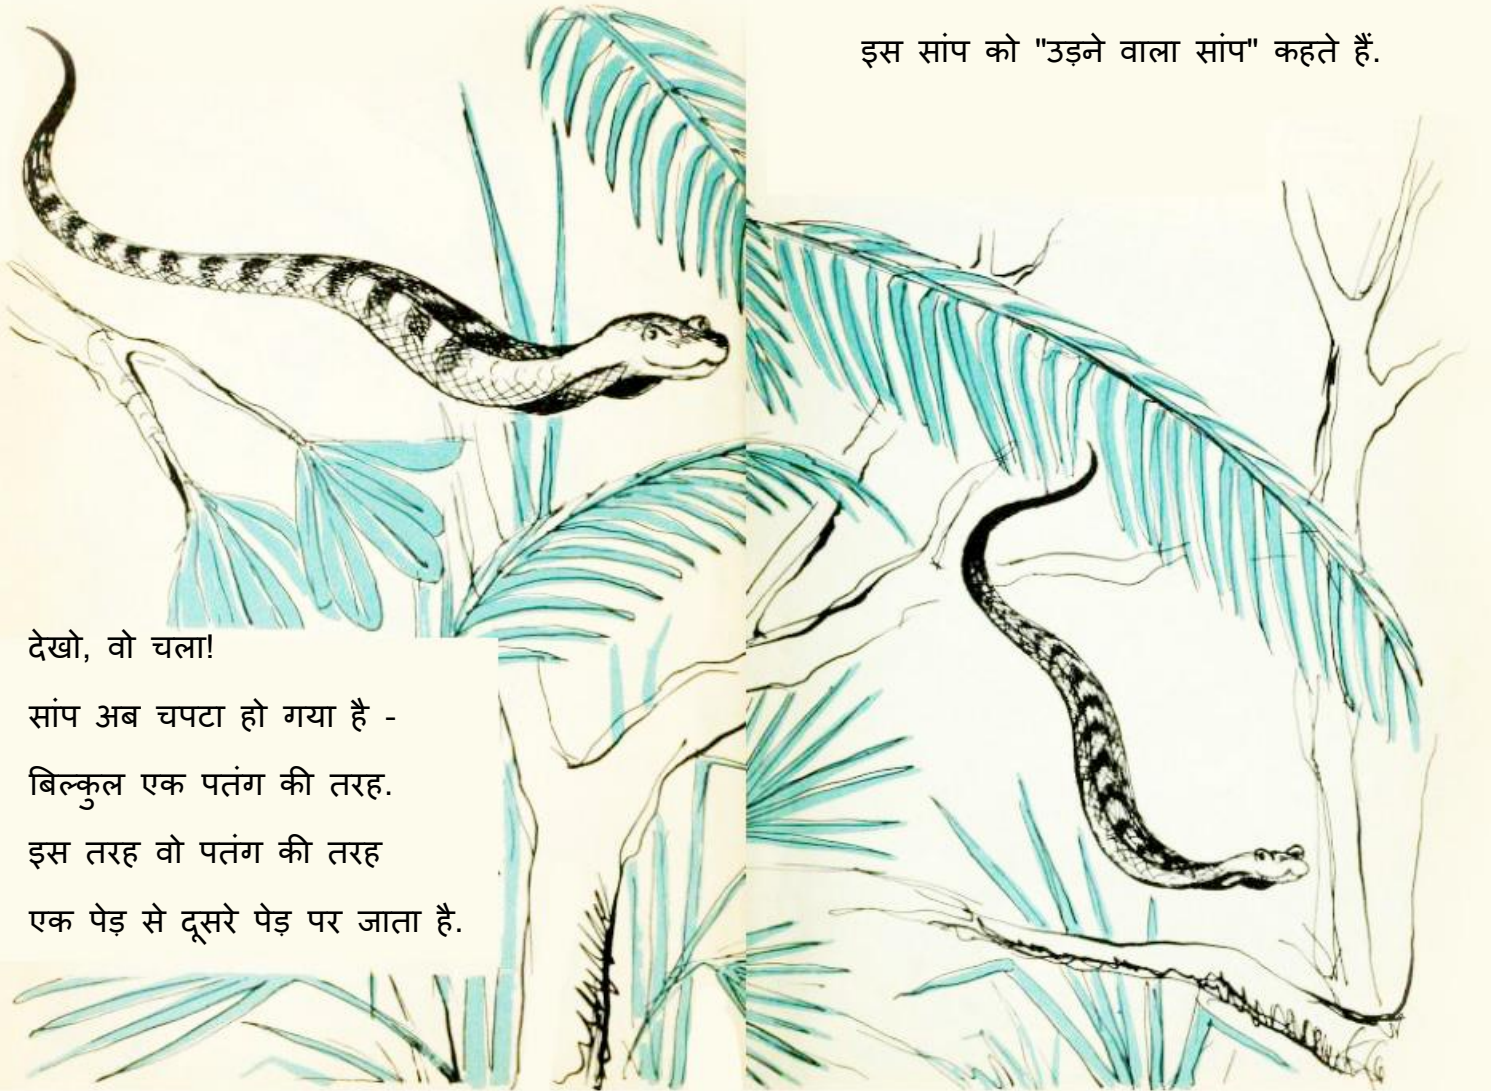 देखो, वो चला!
सांप अब चपटा हो गया है -
बिल्कुल एक पतंग की तरह.
इस तरह वो पतंग की तरह
एक पेड़ से दूसरे पेड़ पर जाता है.
इस सांप को "उड़ने वाला सांप" कहते हैं.